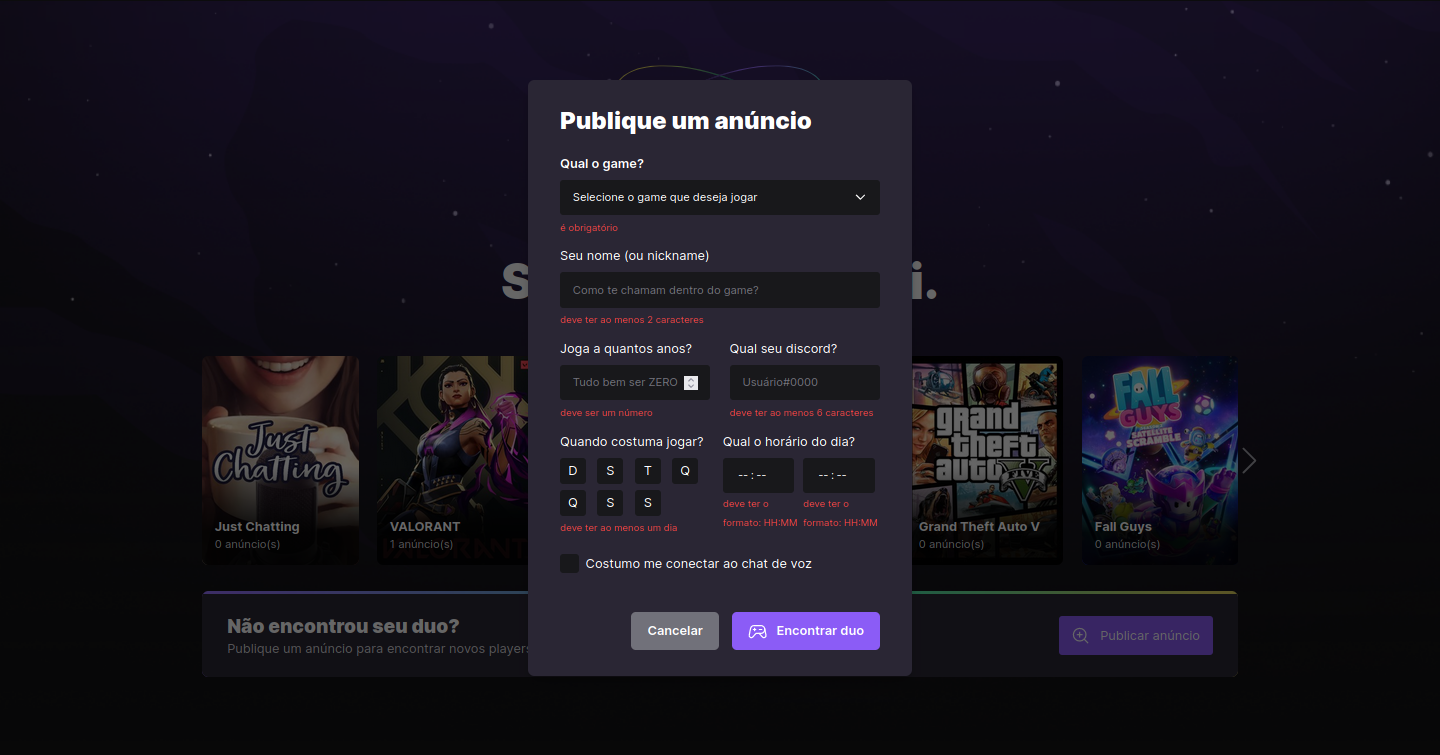 Publique um anúncio
Qual o game?
Selecione o game que deseja jogar
é obrigatório
Seu nome (ou nickname)
S
i.
Como te chamam dentro do game?
deve ter ao menos 2 caracteres
Joga a quantos anos?
Qual seu discord?
Tudo bem ser ZERO
Usuário#0000
deve ser um número
deve ter ao menos 6 caracteres
Quando costuma jogar?
Qual o horário do dia?
D S T Q
-- : --
-- : --
Q S S
deve ter o
formato: HH:MM
deve ter o
formato: HH:MM
deve ter ao menos um dia
Costumo me conectar ao chat de voz
Cancelar
Encontrar duo
Just
Chatting
Just Chatting
0 anúncio(s)
VALORANT
1 anúncio(s)
grand
theft
auto
V
Grand Theft Auto V
0 anúncio(s)
FALL
GUYS
SATELLITE
SCRAMBLE
Fall Guys
0 anúncio(s)
Não encontrou seu duo?
Publique um anúncio para encontrar novos players
Publicar anúncio